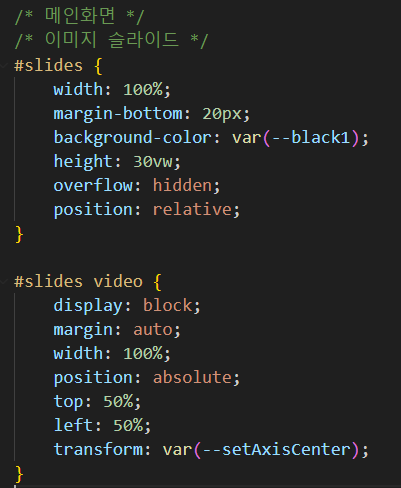 /* 메인화면 */
/* 이미지 슬라이드 */
#slides {
    width: 100%;
    margin-bottom: 20px;
    background-color: var(--black1);
    height: 30vw;
    overflow: hidden;
    position: relative;
}

#slides video {
    display: block;
    margin: auto;
    width: 100%;
    position: absolute;
    top: 50%;
    left: 50%;
    transform: var(--setAxisCenter);
}